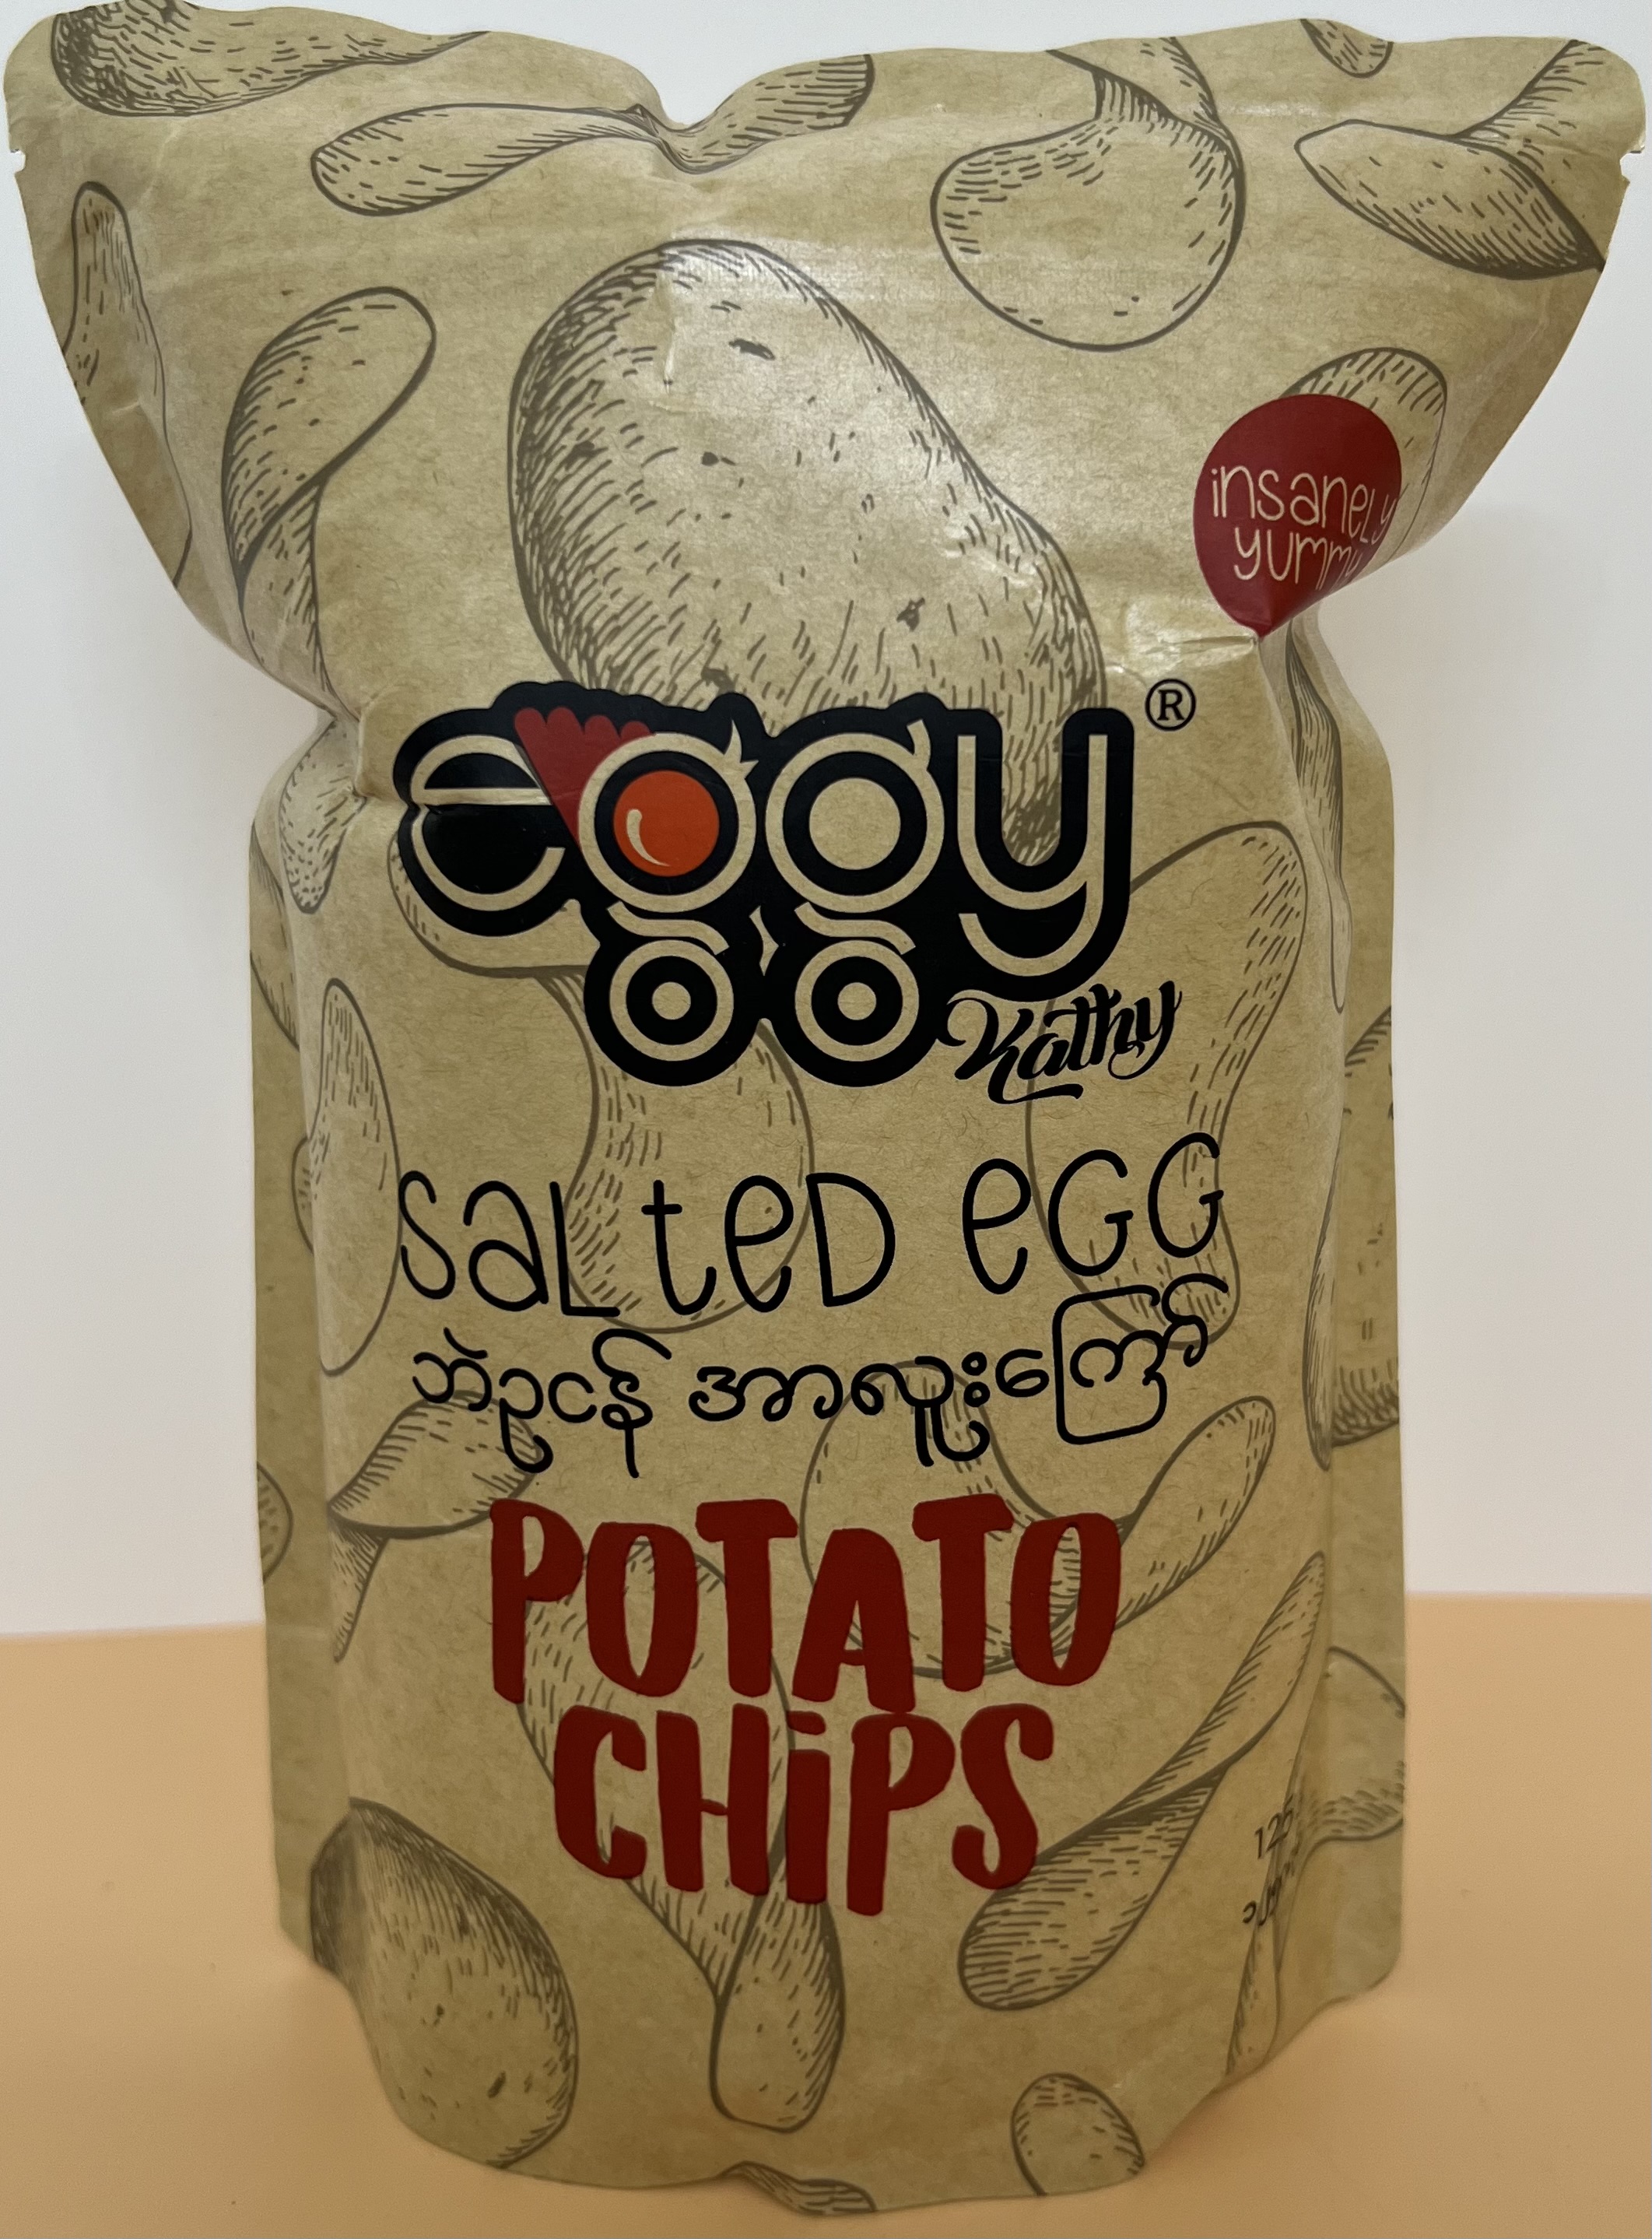 insanely
yummy
eggy®
Kathy
salted egg
ဘဲဥငန် အာလူးကြော်
POTATO
CHiPS